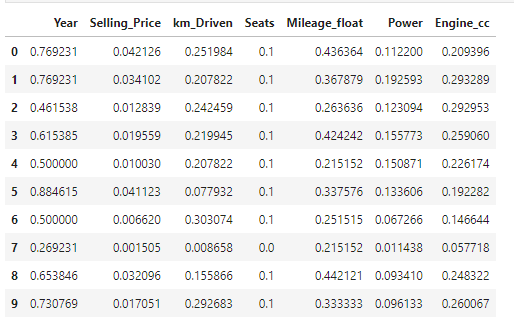 Year Selling_Price km_Driven Seats Mileage_float Power Engine_cc
0 0.769231 0.042126 0.251984 0.1 0.436364 0.112200 0.209396
1 0.769231 0.034102 0.207822 0.1 0.367879 0.192593 0.293289
2 0.461538 0.012839 0.242459 0.1 0.263636 0.123094 0.292953
3 0.615385 0.019559 0.219945 0.1 0.424242 0.155773 0.259060
4 0.500000 0.010030 0.207822 0.1 0.215152 0.150871 0.226174
5 0.884615 0.041123 0.077932 0.1 0.337576 0.133606 0.192282
6 0.500000 0.006620 0.303074 0.1 0.251515 0.067266 0.146644
7 0.269231 0.001505 0.008658 0.0 0.215152 0.011438 0.057718
8 0.653846 0.032096 0.155866 0.1 0.442121 0.093410 0.248322
9 0.730769 0.017051 0.292683 0.1 0.333333 0.096133 0.260067